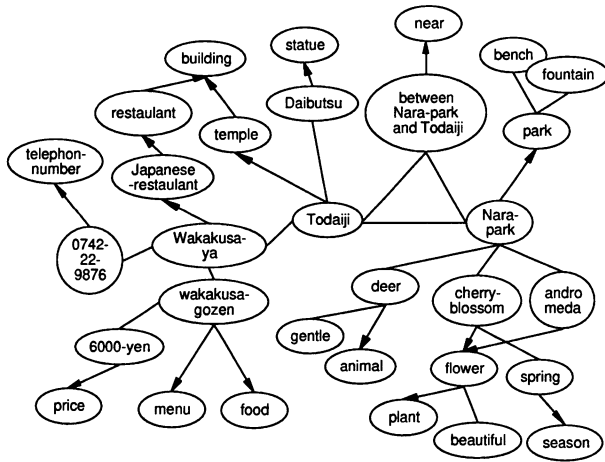 near
statue
building
bench
fountain
between
Nara-park
and Todaiji
Daibutsu
restaulant
temple
park
telephon-
number
Japanese
-restaulant
Todaiji
Nara-
park
0742-
22-
9876
Wakakusa-
ya
deer
cherry-
blossom
andro
meda
wakakusa-
gozen
gentle
6000-yen
animal
flower
spring
price
menu
food
plant
beautiful
season